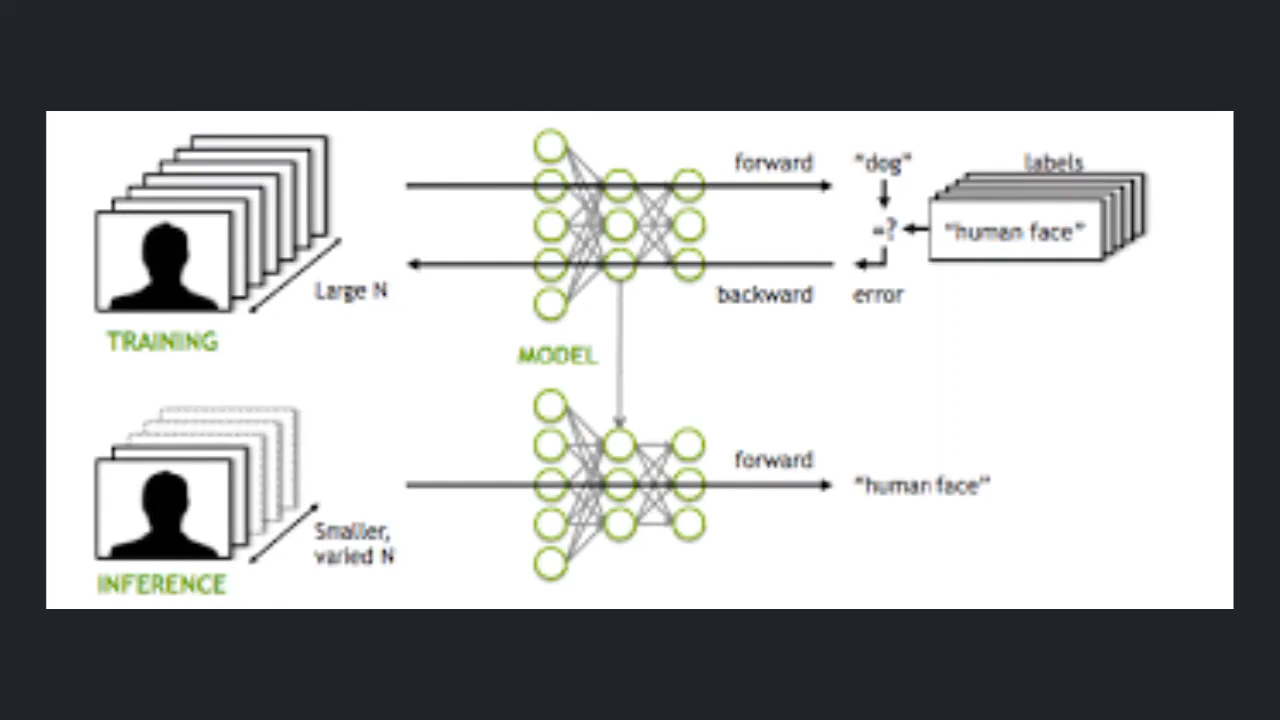 forward
"dog"
labels
=?
"human face"
Large N
backward
error
TRAINING
MODEL
forward
"human face"
Smaller,
varied N
INFERENCE